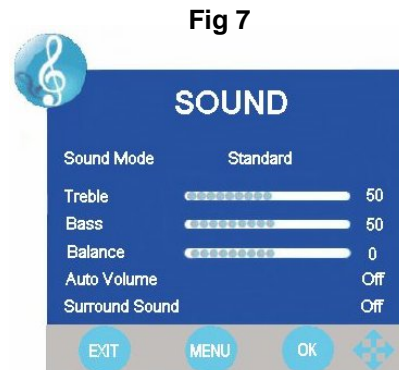 Fig 7
SOUND
Sound Mode Standard
Treble 50
Bass 50
Balance 0
Auto Volume Off
Surround Sound Off
EXIT MENU OK